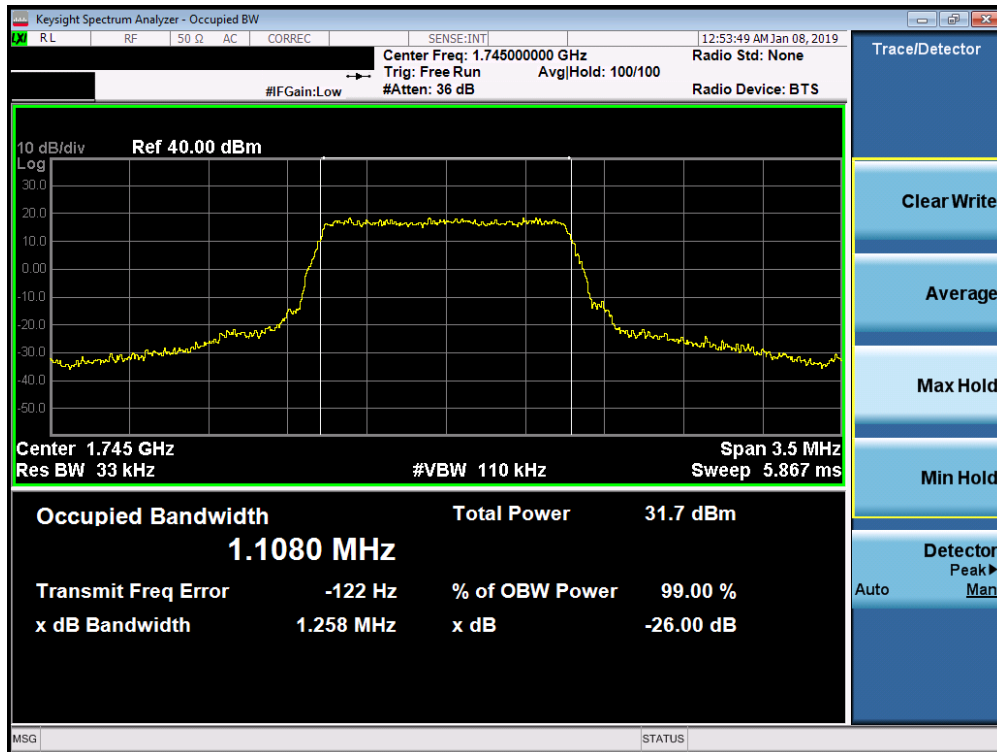 Keysight Spectrum Analyzer - Occupied BW
LXI RL RF 50 Ω AC CORREC SENSE:INT 12:53:49 AM Jan 08, 2019
Center Freq: 1.745000000 GHz Radio Std: None
Trig: Free Run Avg|Hold: 100/100
#IFGain:Low #Atten: 36 dB Radio Device: BTS
10 dB/div Ref 40.00 dBm
Log
30.0
20.0
10.0
0.00
-10.0
-20.0
-30.0
-40.0
-50.0
Center 1.745 GHz Span 3.5 MHz
Res BW 33 kHz #VBW 110 kHz Sweep 5.867 ms
Occupied Bandwidth Total Power 31.7 dBm
1.1080 MHz
Transmit Freq Error -122 Hz % of OBW Power 99.00 %
x dB Bandwidth 1.258 MHz x dB -26.00 dB
MSG STATUS
Trace/Detector
Clear Write
Average
Max Hold
Min Hold
Detector
Peak▶
Auto Man